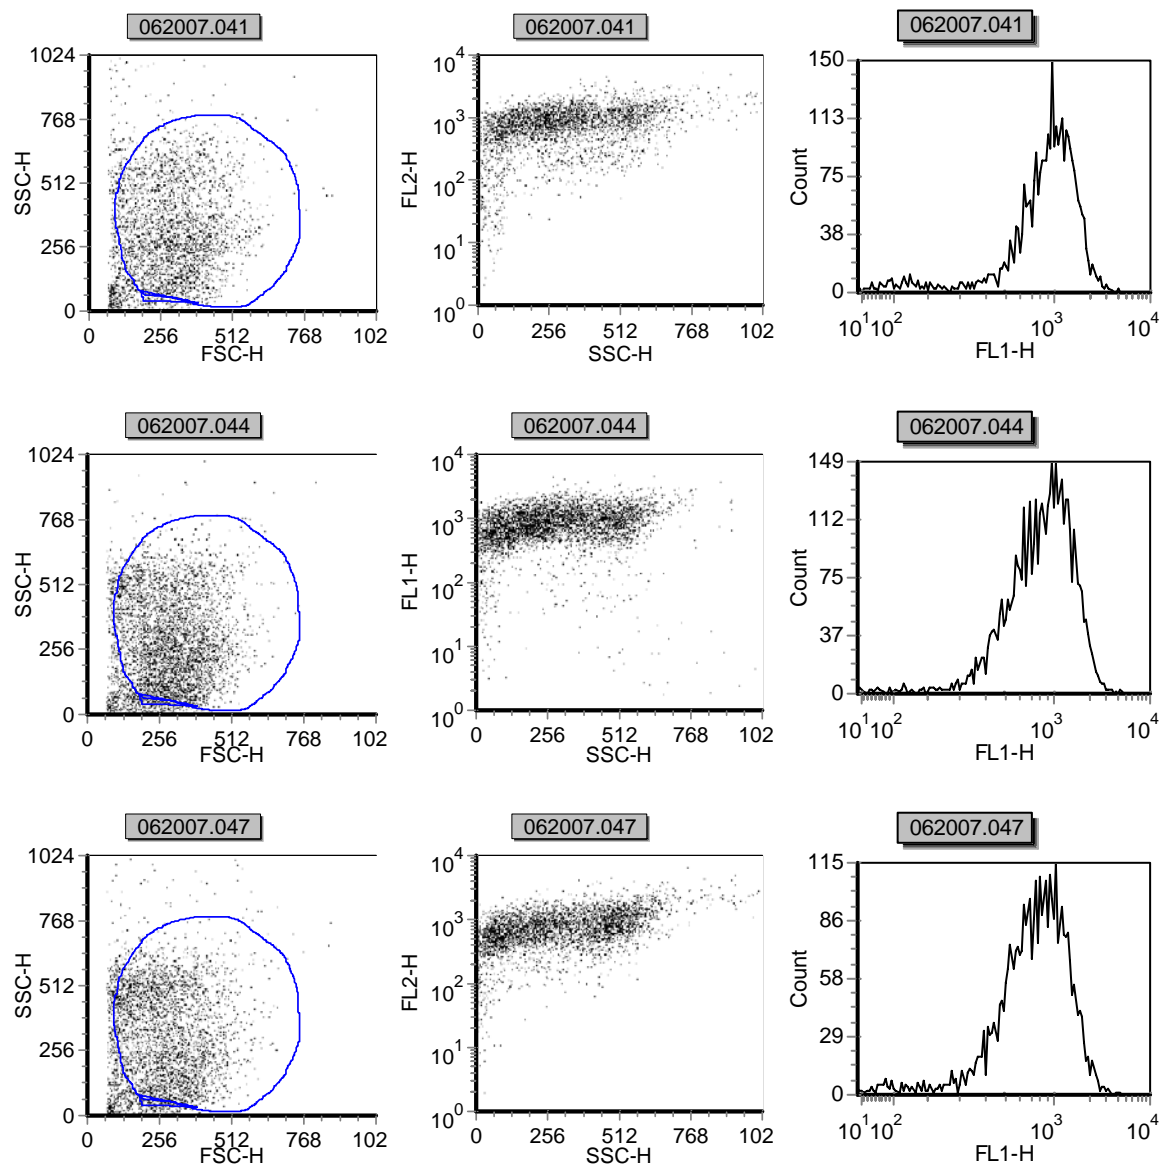 062007.041 062007.041 062007.041
1024 768 512 256 0
SSC-H
0 256 512 768 102
FSC-H
10^4 10^3 10^2 10^1 10^0
FL2-H
0 256 512 768 102
SSC-H
150 113 75 38 0
Count
10^1 10^2 10^3 10^4
FL1-H
062007.044 062007.044 062007.044
1024 768 512 256 0
SSC-H
0 256 512 768 102
FSC-H
10^4 10^3 10^2 10^1 10^0
FL1-H
0 256 512 768 102
SSC-H
149 112 75 37 0
Count
10^1 10^2 10^3 10^4
FL1-H
062007.047 062007.047 062007.047
1024 768 512 256 0
SSC-H
0 256 512 768 102
FSC-H
10^4 10^3 10^2 10^1 10^0
FL2-H
0 256 512 768 102
SSC-H
115 86 58 29 0
Count
10^1 10^2 10^3 10^4
FL1-H